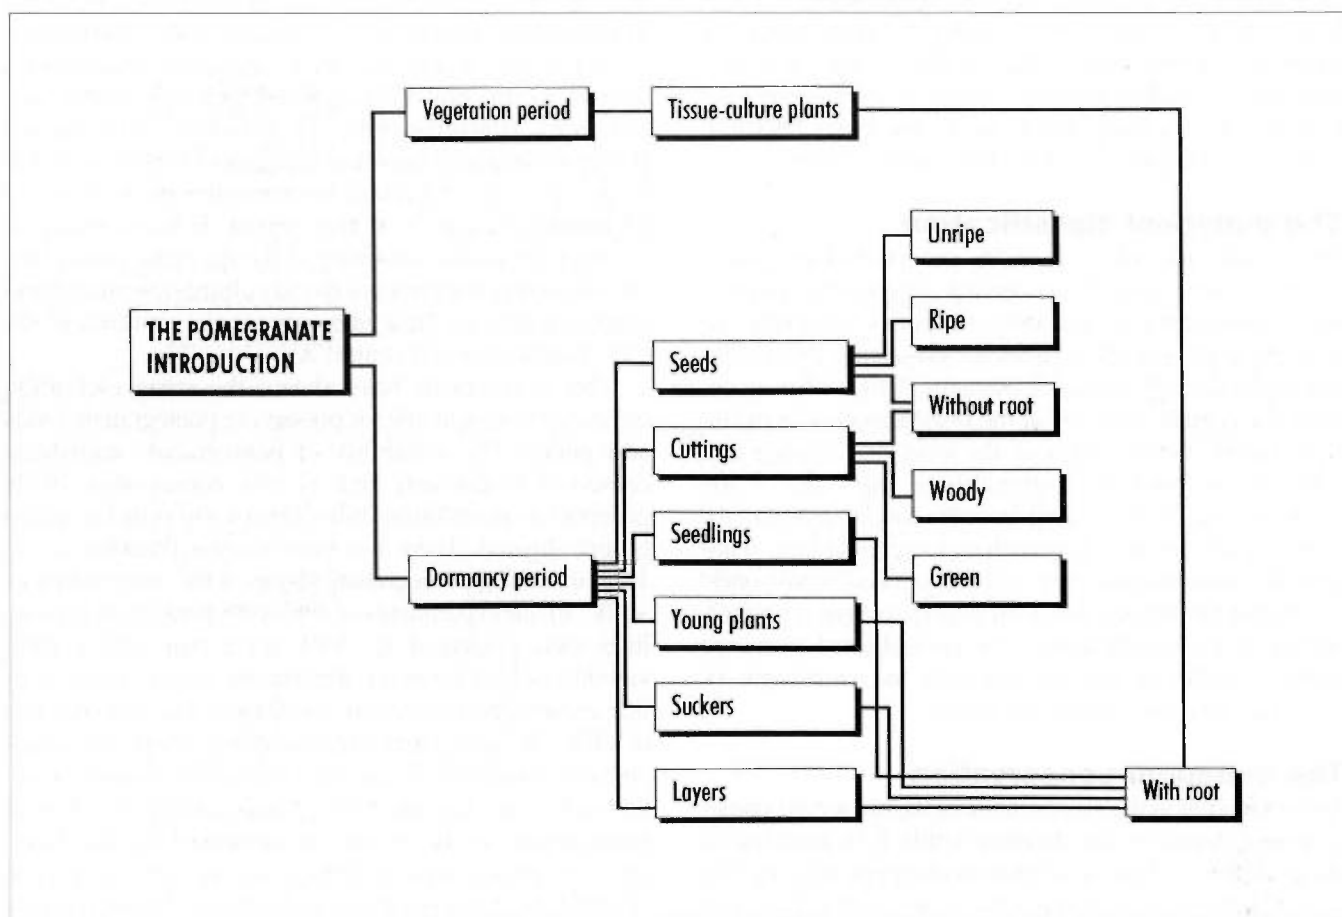 Vegetation period
Tissue-culture plants
Unripe
THE POMEGRANATE
INTRODUCTION
Ripe
Seeds
Without root
Cuttings
Woody
Seedlings
Dormancy period
Green
Young plants
Suckers
Layers
With root